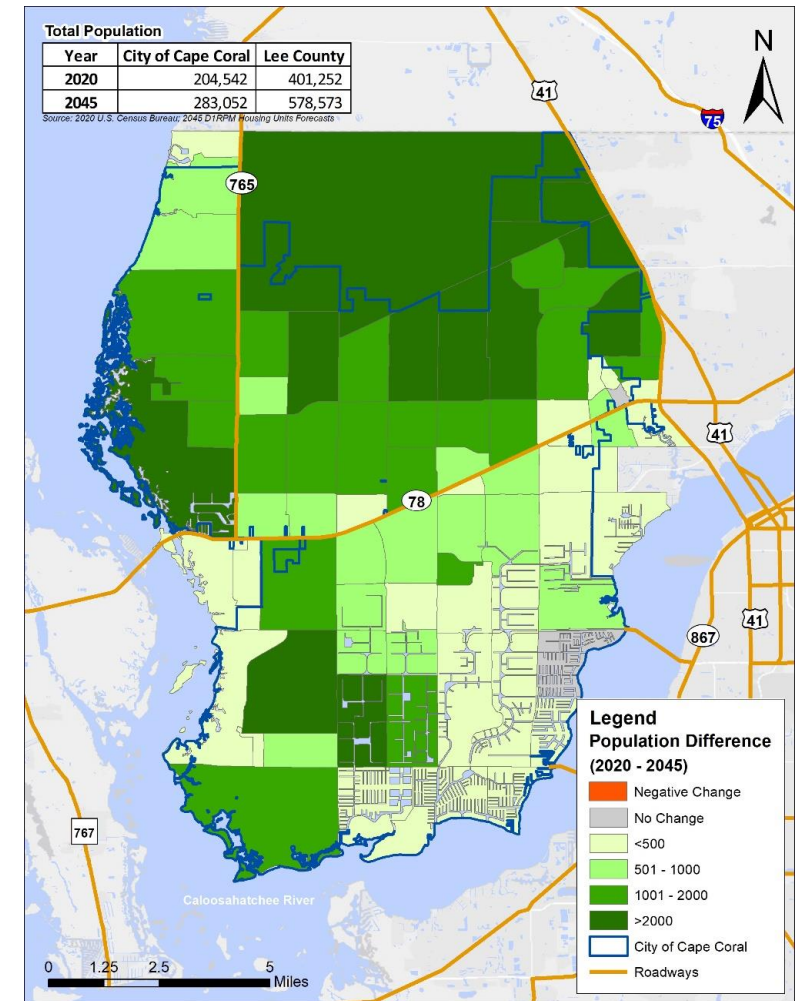 Total Population
Year City of Cape Coral Lee County
2020 204,542 401,252
2045 283,052 578,573
Source: 2020 U.S. Census Bureau; 2045 D1RPM Housing Units Forecasts
N
41
75
765
41
78
867
41
767
Caloosahatchee River
Legend
Population Difference
(2020 - 2045)
Negative Change
No Change
<500
501 - 1000
1001 - 2000
>2000
City of Cape Coral
Roadways
0 1.25 2.5 5
Miles